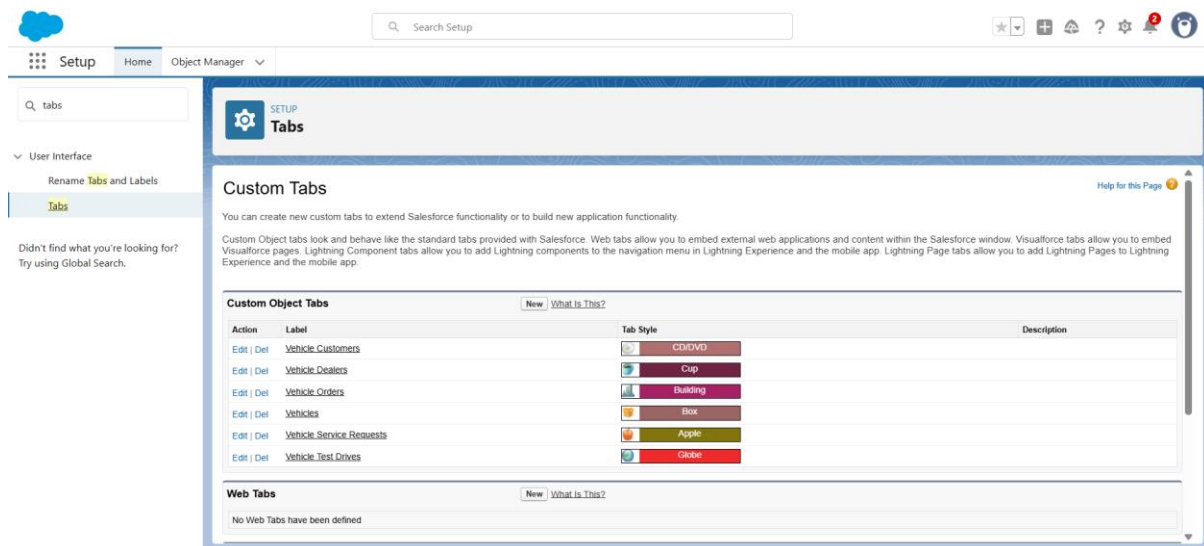 Search Setup
2
Setup
Home
Object Manager
tabs
User Interface
Rename Tabs and Labels
Tabs
Didn't find what you're looking for?
Try using Global Search.
SETUP
Tabs
Custom Tabs
Help for this Page
You can create new custom tabs to extend Salesforce functionality or to build new application functionality.
Custom Object tabs look and behave like the standard tabs provided with Salesforce. Web tabs allow you to embed external web applications and content within the Salesforce window. Visualforce tabs allow you to embed
Visualforce pages. Lightning Component tabs allow you to add Lightning components to the navigation menu in Lightning Experience and the mobile app. Lightning Page tabs allow you to add Lightning Pages to Lightning
Experience and the mobile app.
Custom Object Tabs New What Is This?
Action Label Tab Style Description
Edit | Del Vehicle Customers CD/DVD
Edit | Del Vehicle Dealers Cup
Edit | Del Vehicle Orders Building
Edit | Del Vehicles Box
Edit | Del Vehicle Service Requests Apple
Edit | Del Vehicle Test Drives Globe
Web Tabs New What Is This?
No Web Tabs have been defined